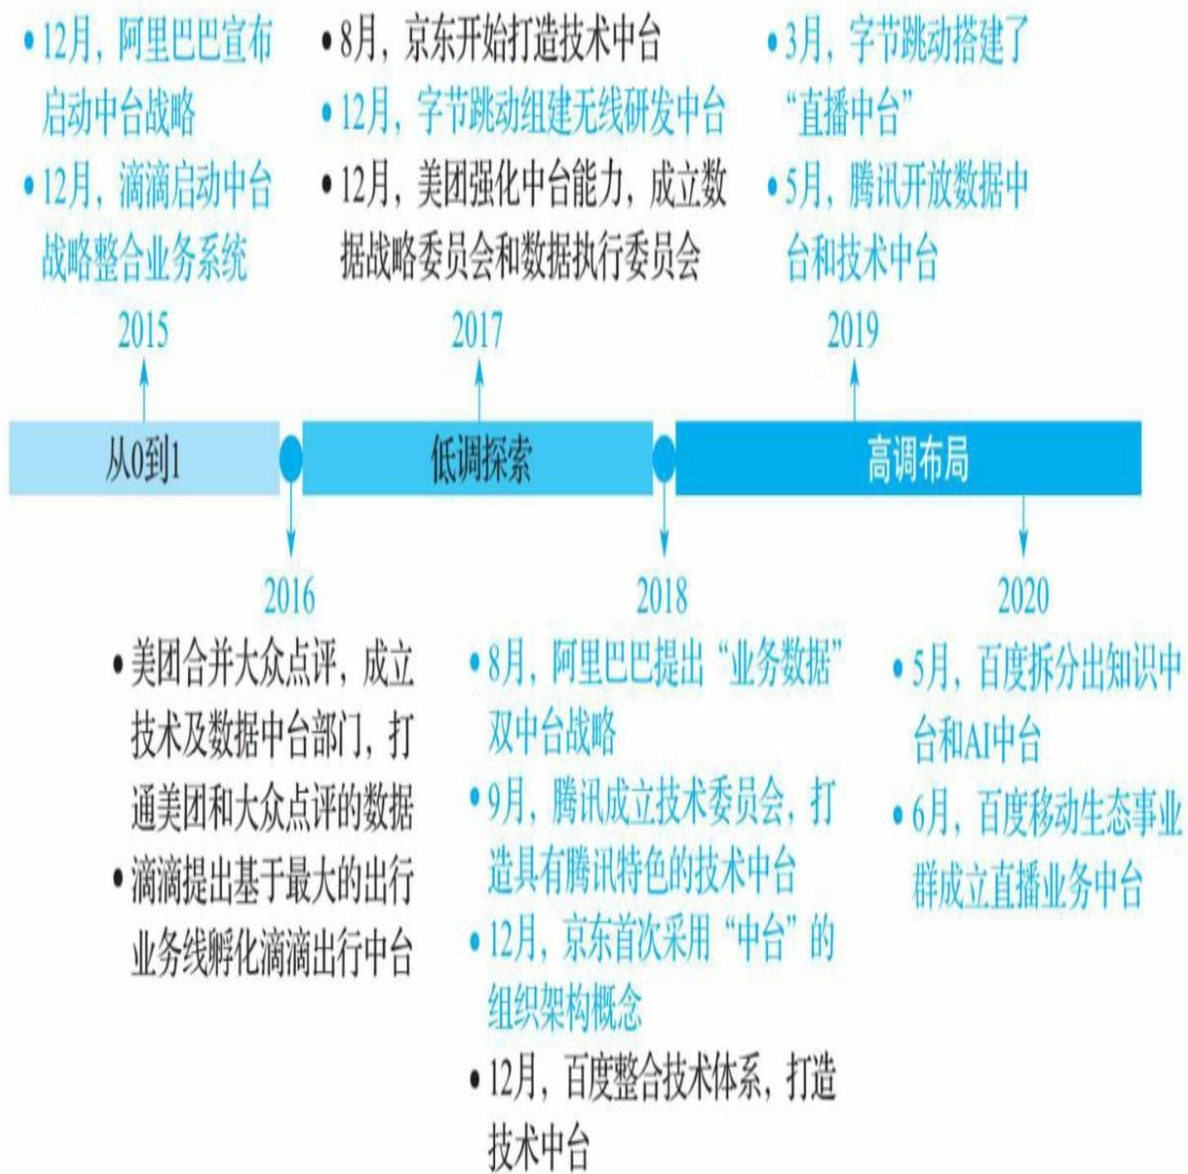 •12月，阿里巴巴宣布
启动中台战略
•12月，滴滴启动中台
战略整合业务系统
2015
•8月，京东开始打造技术中台
•12月，字节跳动组建无线研发中台
•12月，美团强化中台能力，成立数
据战略委员会和数据执行委员会
2017
•3月，字节跳动搭建了
“直播中台”
•5月，腾讯开放数据中
台和技术中台
2019
从0到1
低调探索
高调布局
2016
•美团合并大众点评，成立
技术及数据中台部门，打
通美团和大众点评的数据
•滴滴提出基于最大的出行
业务线孵化滴滴出行中台
2018
•8月，阿里巴巴提出“业务数据”
双中台战略
•9月，腾讯成立技术委员会，打
造具有腾讯特色的技术中台
•12月，京东首次采用“中台”的
组织架构概念
•12月，百度整合技术体系，打造
技术中台
2020
•5月，百度拆分出知识中
台和AI中台
•6月，百度移动生态事业
群成立直播业务中台